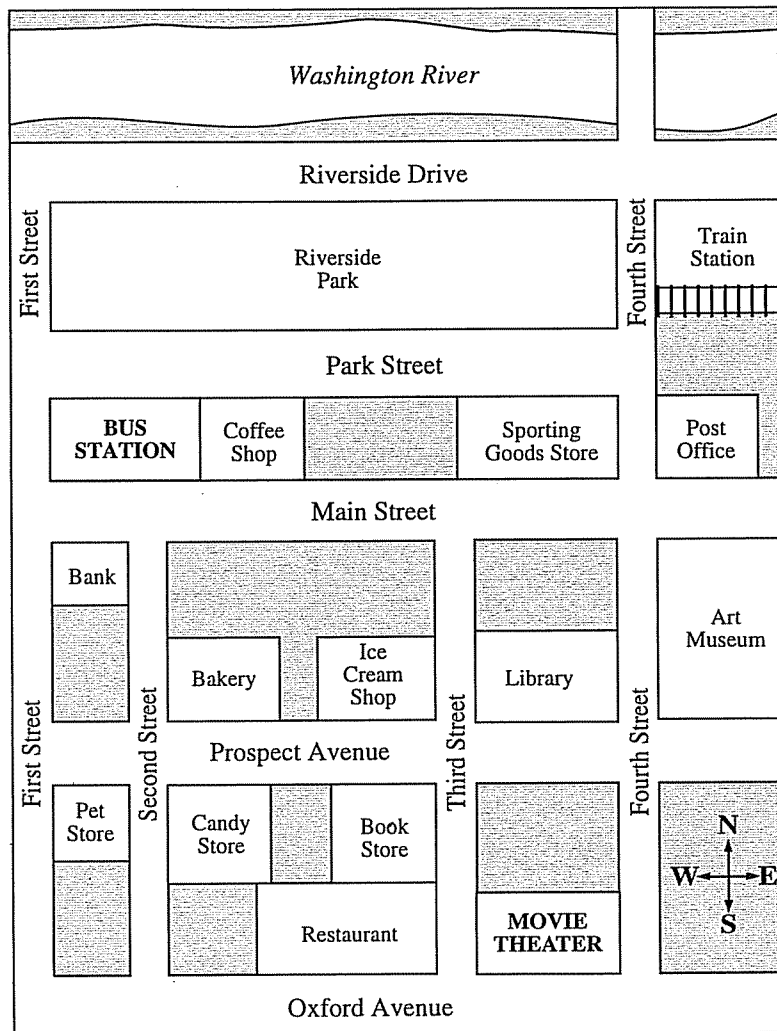 Washington River
Riverside Drive
First Street
Riverside
Park
Fourth Street
Train
Station
Park Street
BUS
STATION
Coffee
Shop
Sporting
Goods Store
Post
Office
Main Street
Bank
Bakery
Ice
Cream
Shop
Library
Art
Museum
First Street
Second Street
Prospect Avenue
Third Street
Fourth Street
Pet
Store
Candy
Store
Book
Store
Restaurant
MOVIE
THEATER
N
W E
S
Oxford Avenue